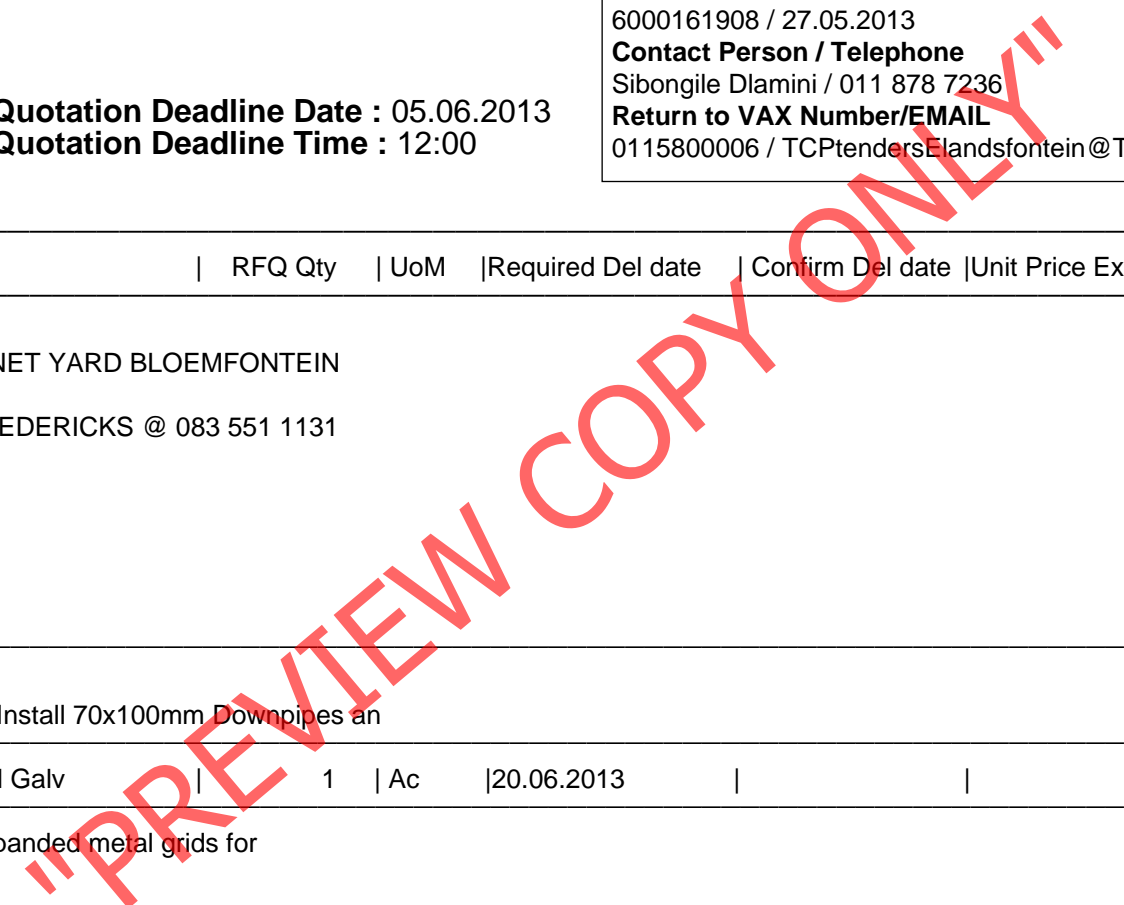 6000161908 / 27.05.2013
Contact Person / Telephone
Sibongile Dlamini / 011 878 7236
Return to VAX Number/EMAIL
0115800006 / TCPtendersElandsfontein@T
Quotation Deadline Date : 05.06.2013
Quotation Deadline Time : 12:00
| RFQ Qty | UoM |Required Del date | Confirm Del date |Unit Price Ex
NET YARD BLOEMFONTEIN
EDERICKS @ 083 551 1131
Install 70x100mm Downpipes an
Galv | 1 | Ac |20.06.2013 | |
panded metal grids for
"PREVIEW COPY ONLY"